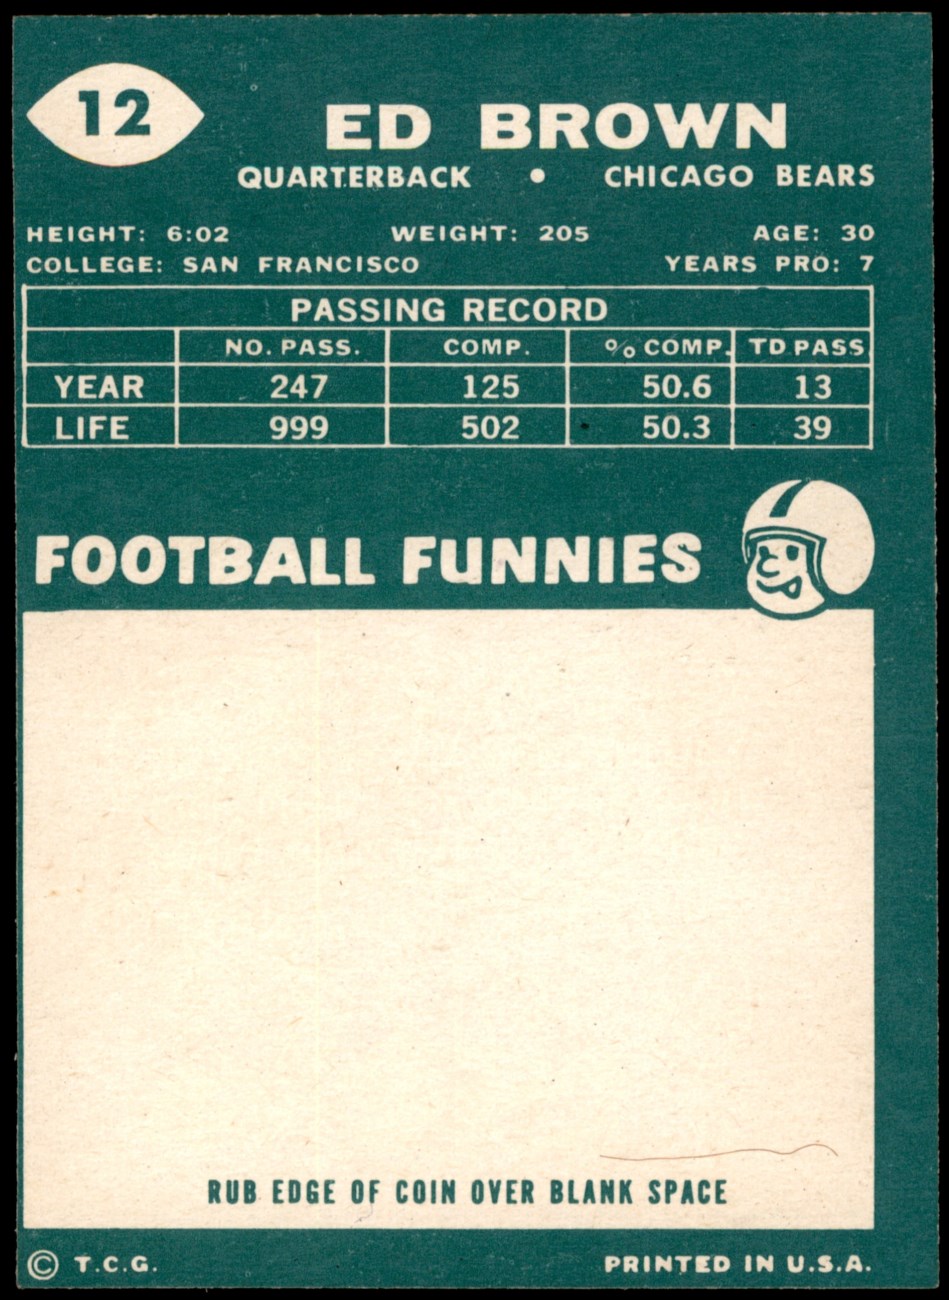 12
ED BROWN
QUARTERBACK • CHICAGO BEARS
HEIGHT: 6:02 WEIGHT: 205 AGE: 30
COLLEGE: SAN FRANCISCO YEARS PRO: 7
PASSING RECORD
NO. PASS. COMP. % COMP. TD PASS
YEAR 247 125 50.6 13
LIFE 999 502 50.3 39
FOOTBALL FUNNIES
RUB EDGE OF COIN OVER BLANK SPACE
© T.C.G. PRINTED IN U.S.A.